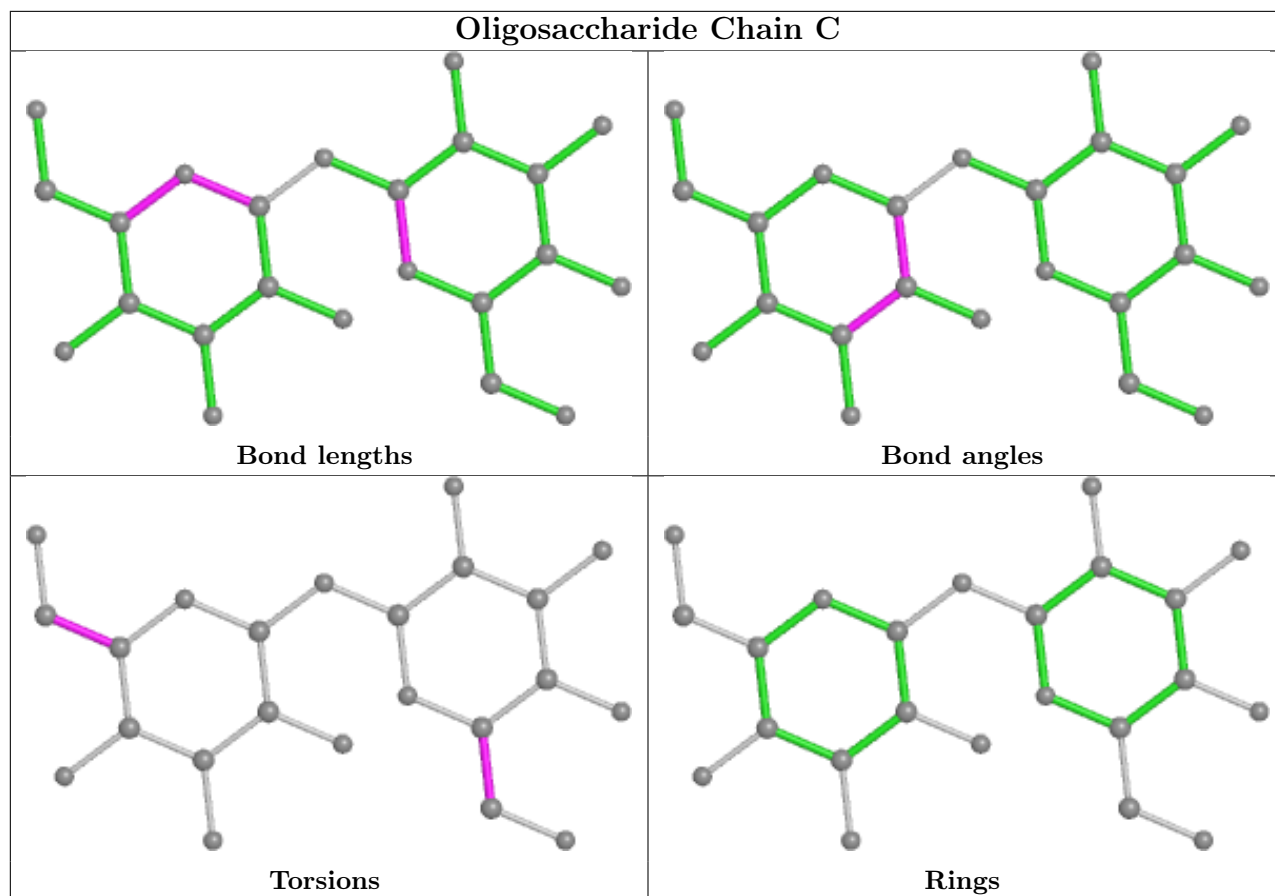 Oligosaccharide Chain C
Bond lengths
Bond angles
Torsions
Rings